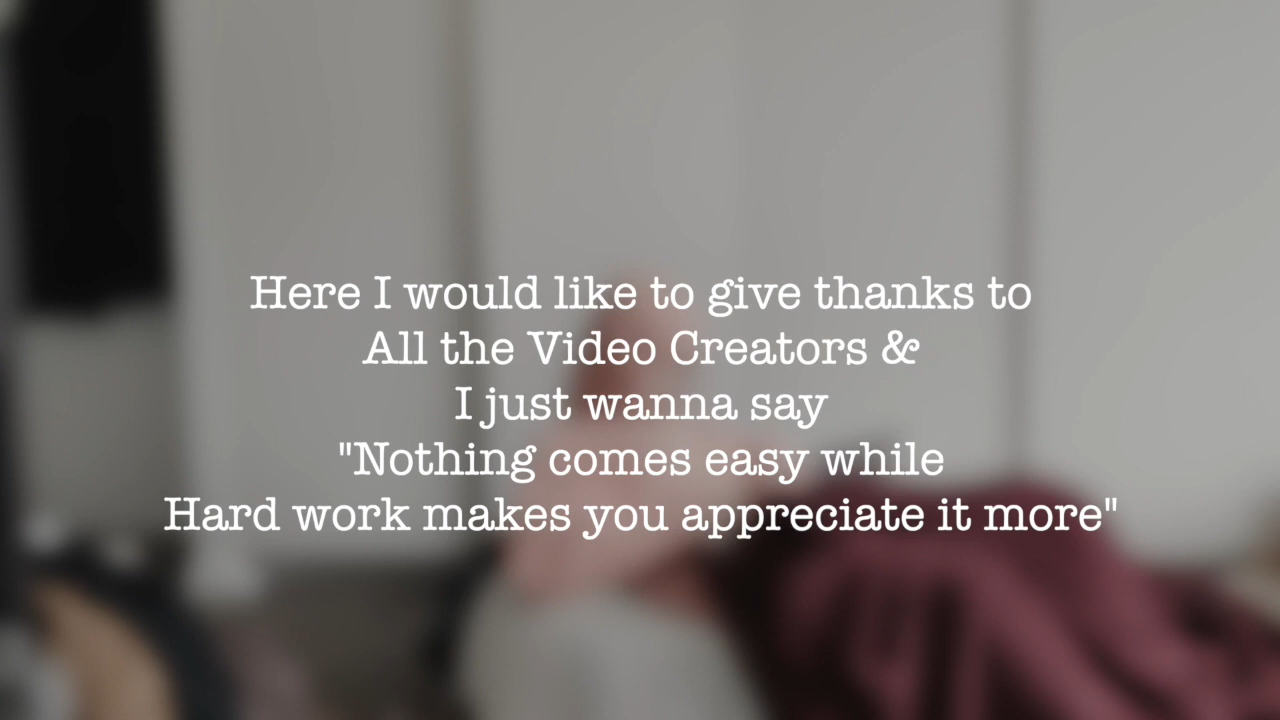 Here I would like to give thanks to
All the Video Creators &
I just wanna say
"Nothing comes easy while
Hard work makes you appreciate it more"